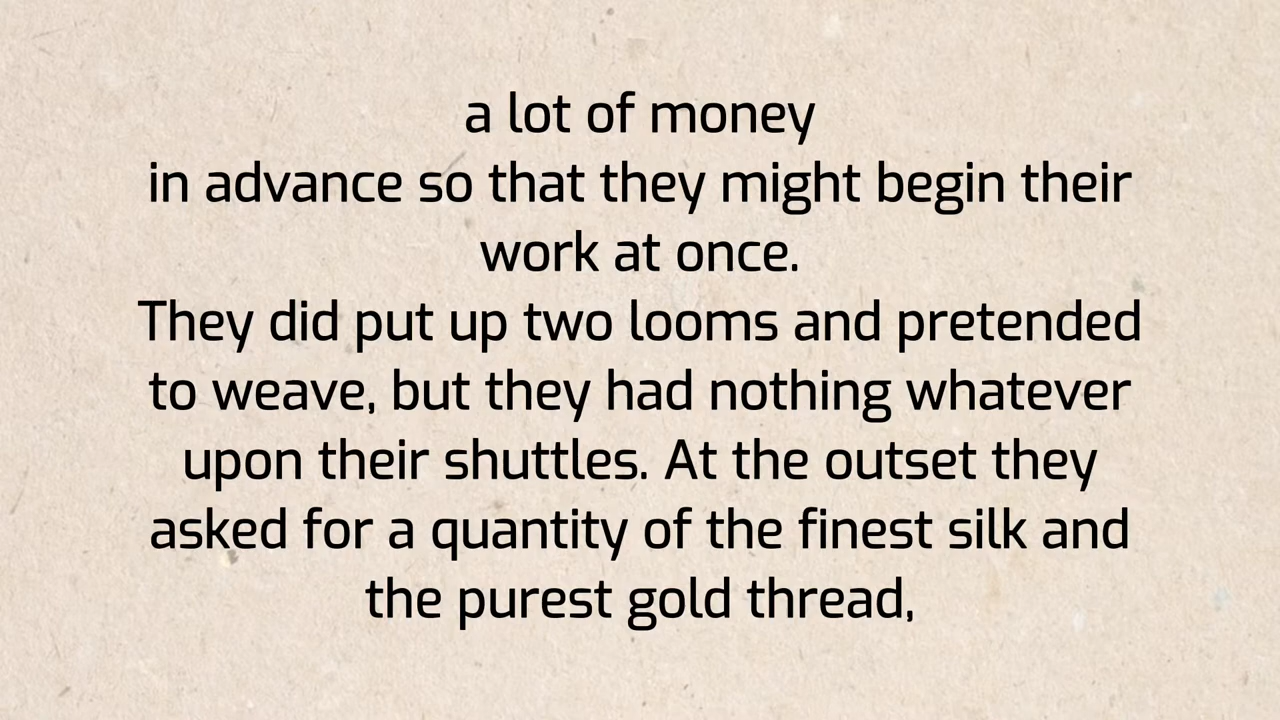 a lot of money
in advance so that they might begin their
work at once.
They did put up two looms and pretended
to weave, but they had nothing whatever
upon their shuttles. At the outset they
asked for a quantity of the finest silk and
the purest gold thread,